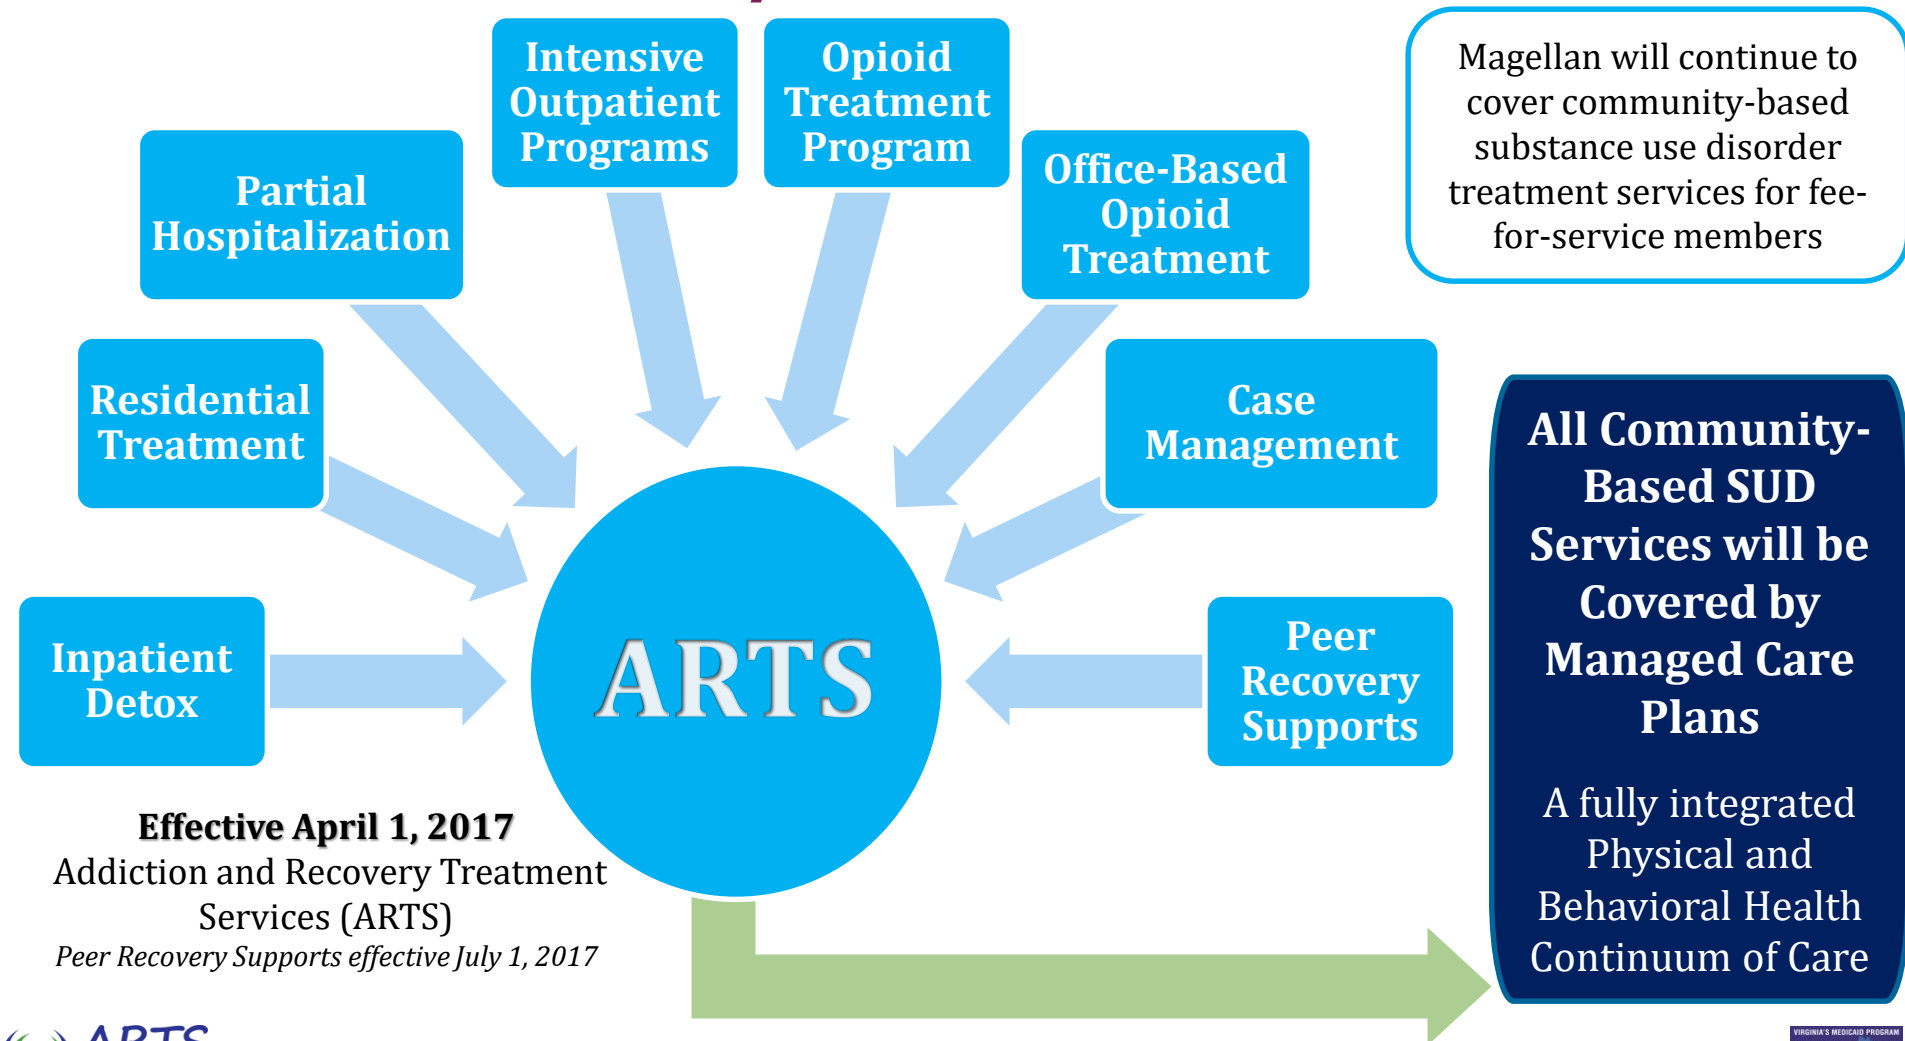 Intensive
Outpatient
Programs
Opioid
Treatment
Program
Magellan will continue to
cover community-based
substance use disorder
treatment services for fee-
for-service members
Partial
Hospitalization
Office-Based
Opioid
Treatment
Residential
Treatment
Case
Management
All Community-
Based SUD
Services will be
Covered by
Managed Care
Plans
A fully integrated
Physical and
Behavioral Health
Continuum of Care
Inpatient
Detox
ARTS
Peer
Recovery
Supports
Effective April 1, 2017
Addiction and Recovery Treatment
Services (ARTS)
Peer Recovery Supports effective July 1, 2017
ARTS
VIRGINIA'S MEDICAID PROGRAM